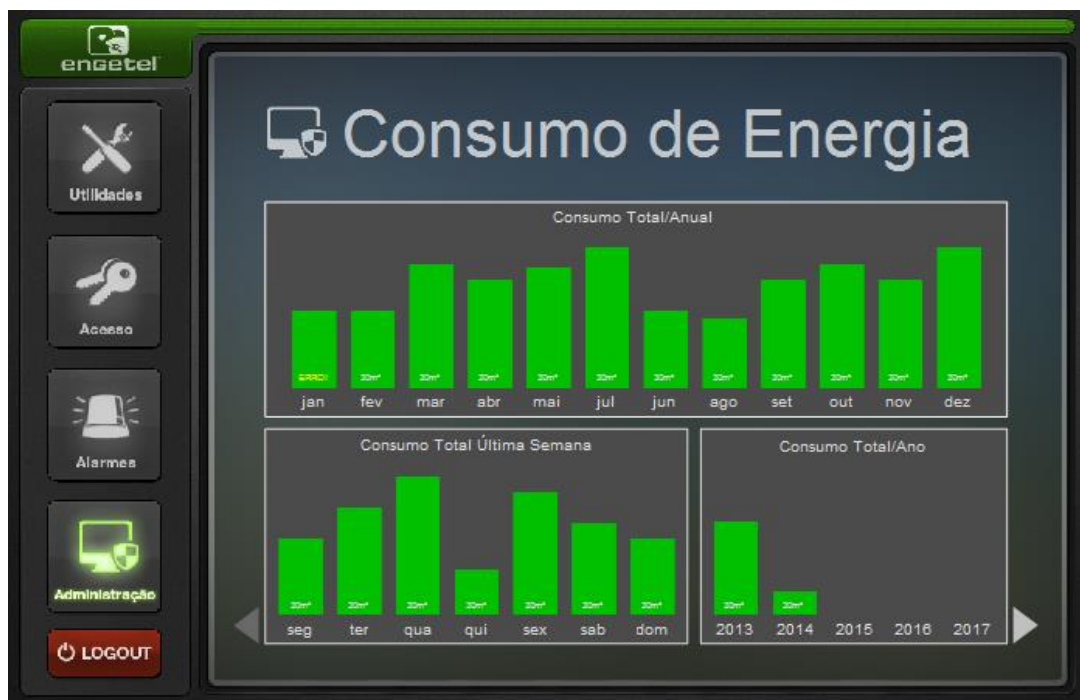 engetel
Utilidades
Acesso
Alarmes
Administração
LOGOUT
Consumo de Energia
Consumo Total/Anual
jan fev mar abr mai jul jun ago set out nov dez
Consumo Total Última Semana
seg ter qua qui sex sab dom
Consumo Total/Ano
2013 2014 2015 2016 2017